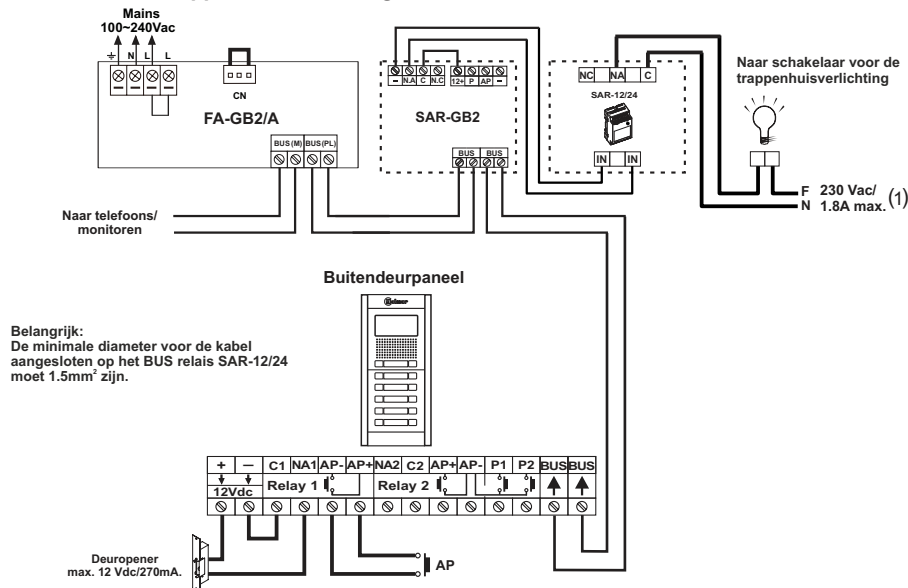 Mains
100~240Vac
N L L
CN
FA-GB2/A
BUS(M) BUS(PL)
Naar telefoons/
monitoren
– N.A C N.C 12+ P AP –
SAR-GB2
BUS BUS
NC NA C
SAR-12/24
IN IN
Naar schakelaar voor de
trappenhuisverlichting
F 230 Vac/
N 1.8A max. (1)
Buitendeurpaneel
Golmar
Belangrijk:
De minimale diameter voor de kabel
aangesloten op het BUS relais SAR-12/24
moet 1.5mm² zijn.
+ – C1 NA1 AP- AP+ NA2 C2 AP+ AP- P1 P2 BUS BUS
12Vdc Relay 1 Relay 2
Deuropener
max. 12 Vdc/270mA.
AP